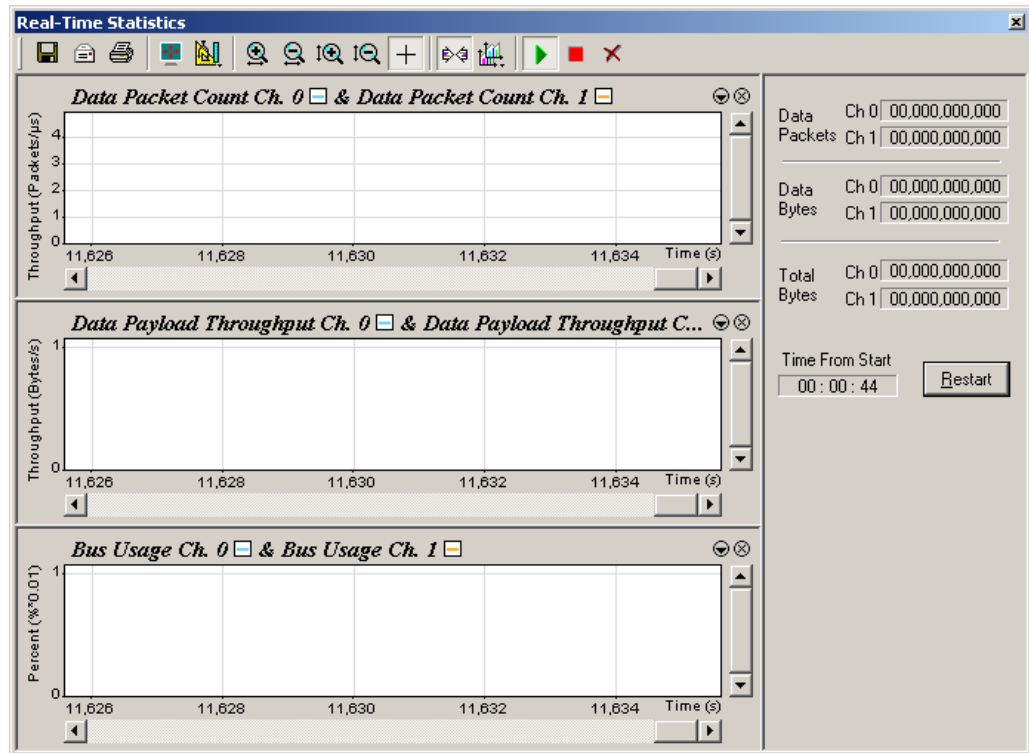 Real-Time Statistics
Data Packet Count Ch. 0 & Data Packet Count Ch. 1
Throughput (Packets/µs)
4
3
2
1
0
11,626 11,628 11,630 11,632 11,634 Time (s)
Data Payload Throughput Ch. 0 & Data Payload Throughput C...
Throughput (Bytes/s)
1
0
11,626 11,628 11,630 11,632 11,634 Time (s)
Bus Usage Ch. 0 & Bus Usage Ch. 1
Percent (%*0.01)
1
0
11,626 11,628 11,630 11,632 11,634 Time (s)
Data Packets
Ch 0 00,000,000,000
Ch 1 00,000,000,000
Data Bytes
Ch 0 00,000,000,000
Ch 1 00,000,000,000
Total Bytes
Ch 0 00,000,000,000
Ch 1 00,000,000,000
Time From Start
00 : 00 : 44
Restart